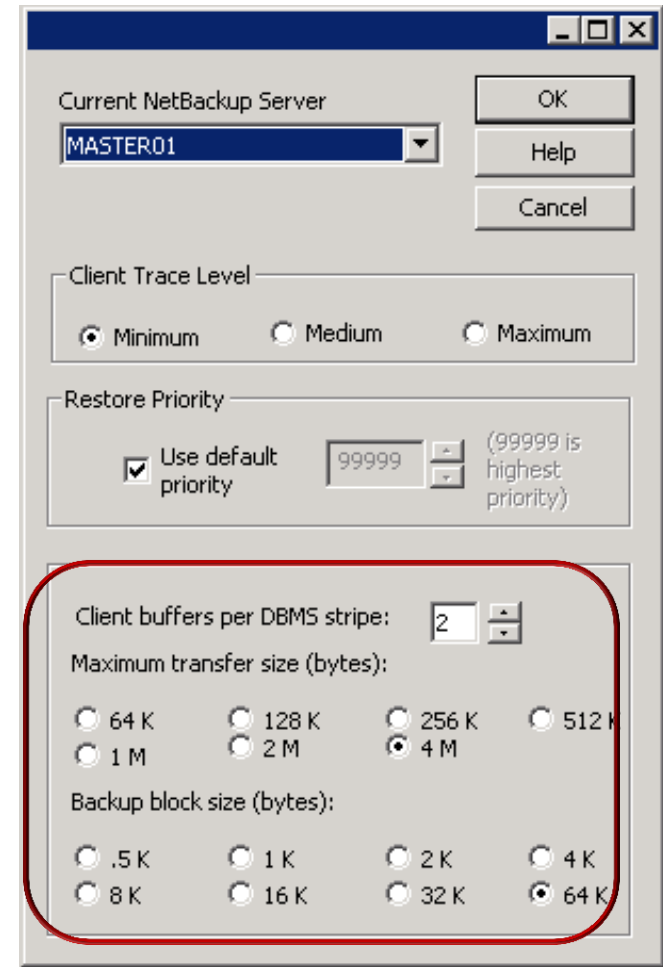 Current NetBackup Server
OK
MASTER01
Help
Cancel
Client Trace Level
Minimum Medium Maximum
Restore Priority
Use default priority
99999
(99999 is highest priority)
Client buffers per DBMS stripe: 2
Maximum transfer size (bytes):
64 K 128 K 256 K 512 K
1 M 2 M 4 M
Backup block size (bytes):
.5 K 1 K 2 K 4 K
8 K 16 K 32 K 64 K